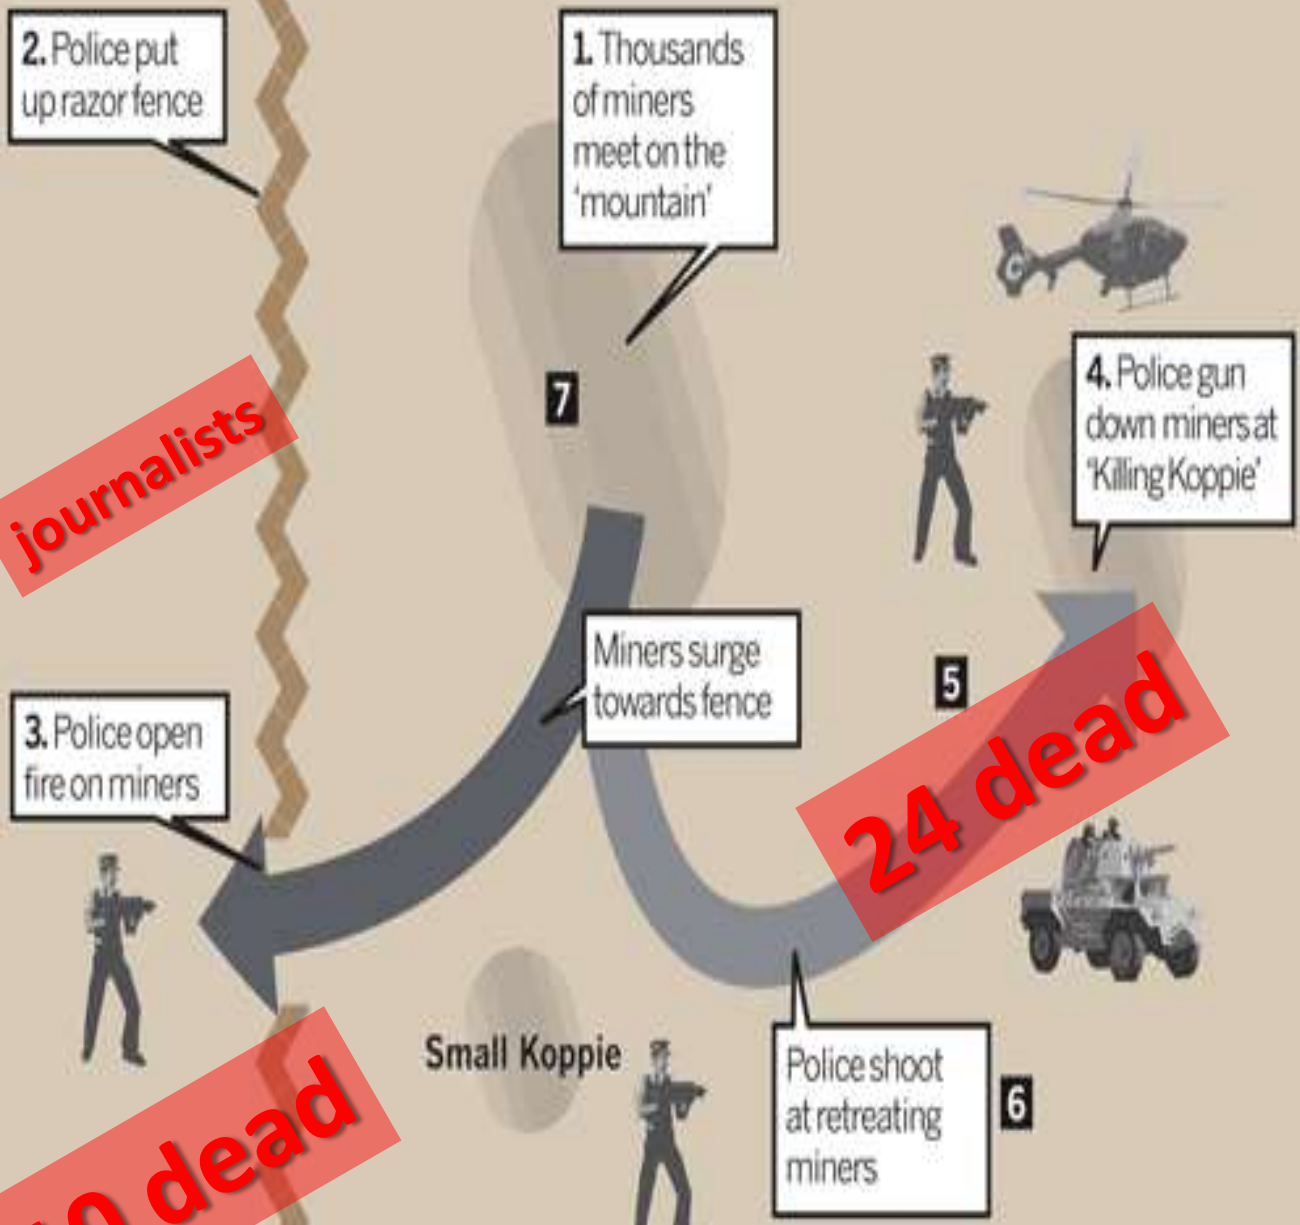 2. Police put
up razor fence
1. Thousands
of miners
meet on the
‘mountain’
7
4. Police gun
down miners at
‘Killing Koppie’
journalists
Miners surge
towards fence
5
3. Police open
fire on miners
24 dead
Small Koppie
Police shoot
at retreating
miners
6
dead